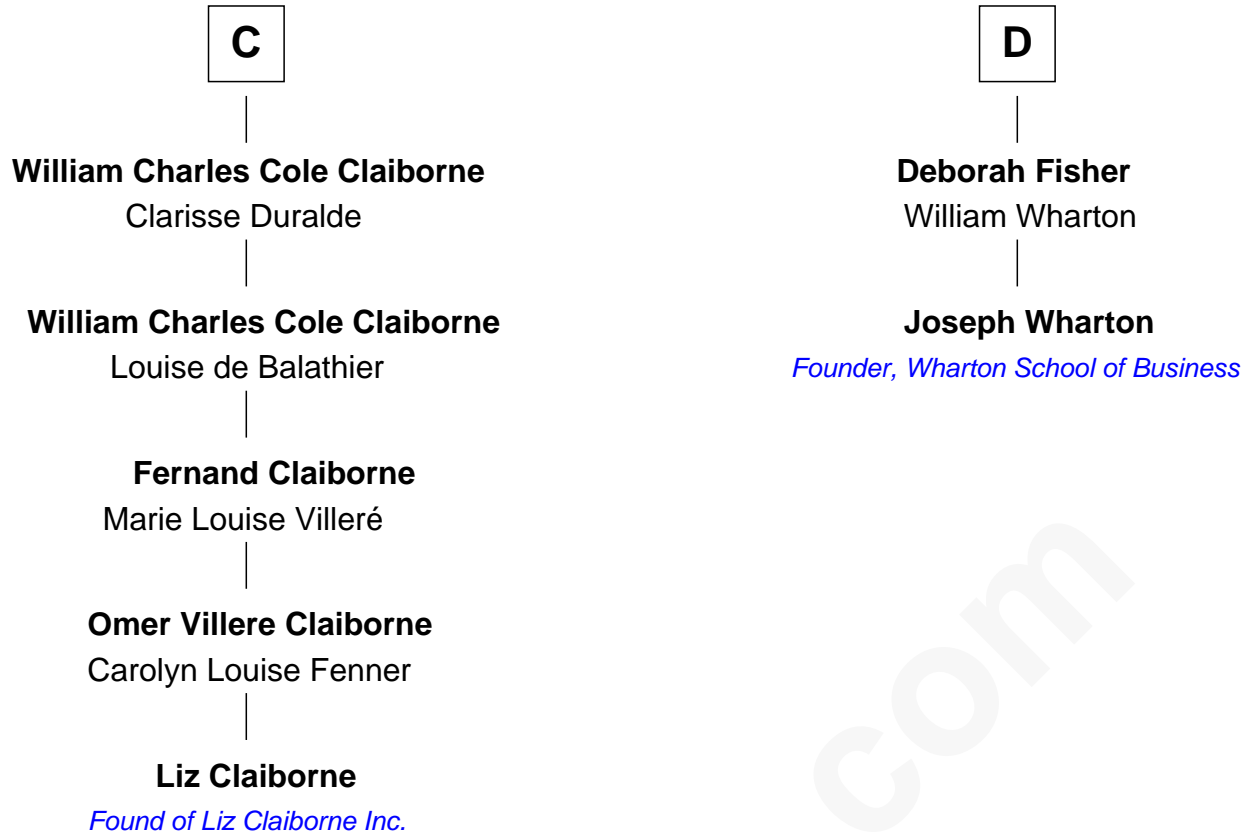 C
William Charles Cole Claiborne
Clarisse Duralde
William Charles Cole Claiborne
Louise de Balathier
Fernand Claiborne
Marie Louise Villeré
Omer Villere Claiborne
Carolyn Louise Fenner
Liz Claiborne
Found of Liz Claiborne Inc.
D
Deborah Fisher
William Wharton
Joseph Wharton
Founder, Wharton School of Business
com